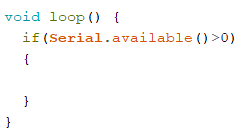 void loop() {
  if(Serial.available()>0)
  {
  }
}